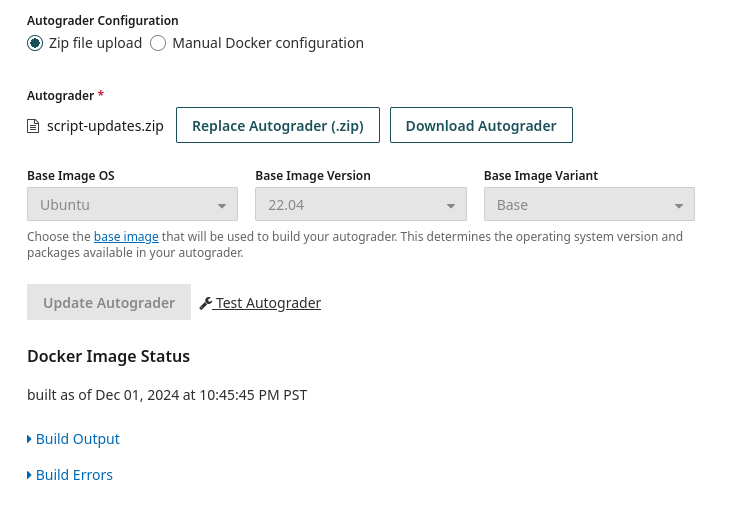 Autograder Configuration
Zip file upload Manual Docker configuration
Autograder *
script-updates.zip Replace Autograder (.zip) Download Autograder
Base Image OS Base Image Version Base Image Variant
Ubuntu 22.04 Base
Choose the base image that will be used to build your autograder. This determines the operating system version and
packages available in your autograder.
Update Autograder Test Autograder
Docker Image Status
built as of Dec 01, 2024 at 10:45:45 PM PST
Build Output
Build Errors